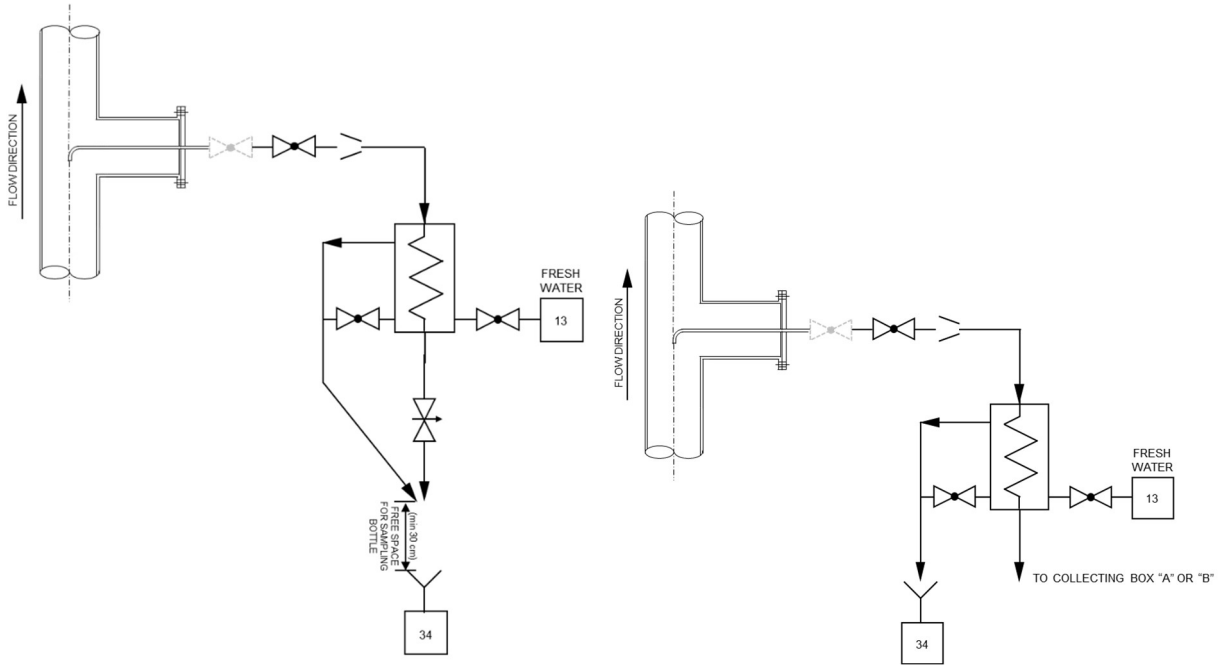 FLOW DIRECTION
FRESH
WATER
13
(min 30 cm)
FREE SPACE
FOR SAMPLING
BOTTLE
34
FLOW DIRECTION
FRESH
WATER
13
TO COLLECTING BOX “A” OR “B”
34